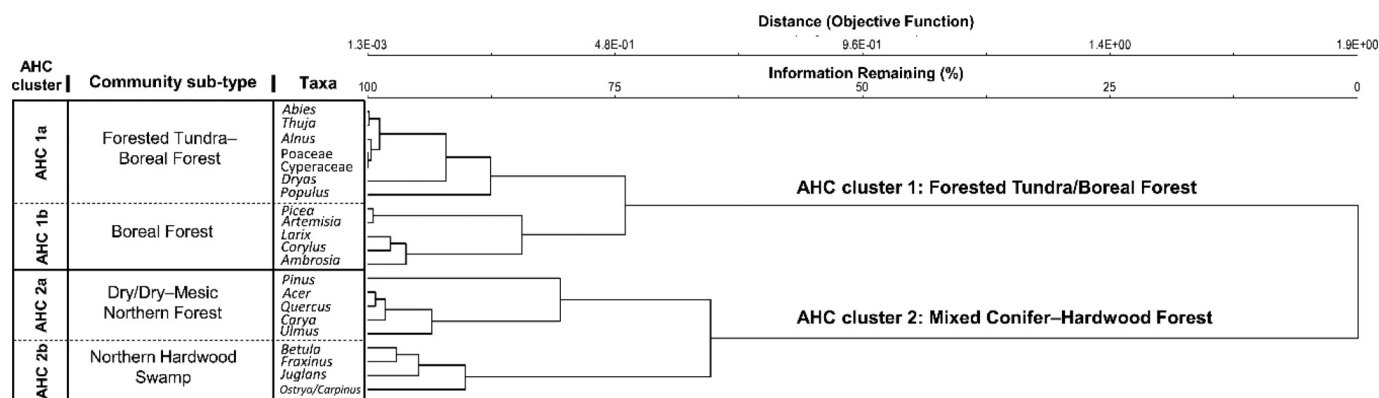 Distance (Objective Function)
1.3E-03 4.8E-01 9.6E-01 1.4E+00 1.9E+00
Information Remaining (%)
100 75 50 25 0
AHC cluster Community sub-type Taxa
AHC 1a
Forested Tundra–
Boreal Forest
Abies
Thuja
Alnus
Poaceae
Cyperaceae
Dryas
Populus
AHC cluster 1: Forested Tundra/Boreal Forest
AHC 1b
Boreal Forest
Picea
Artemisia
Larix
Corylus
Ambrosia
AHC 2a
Dry/Dry–Mesic
Northern Forest
Pinus
Acer
Quercus
Carya
Ulmus
AHC cluster 2: Mixed Conifer–Hardwood Forest
AHC 2b
Northern Hardwood
Swamp
Betula
Fraxinus
Juglans
Ostrya/Carpinus